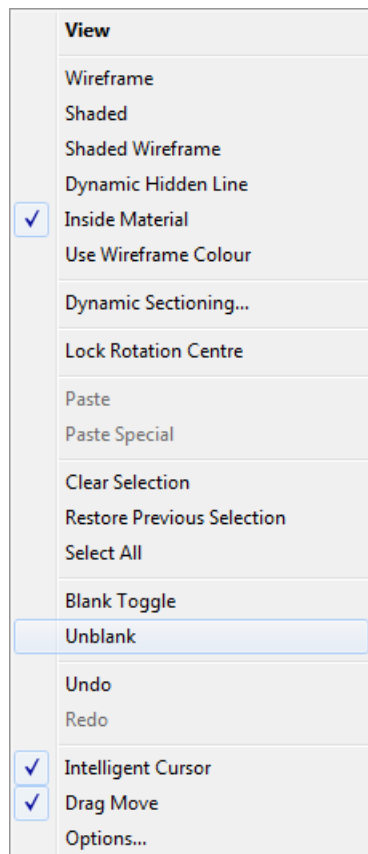 View
Wireframe
Shaded
Shaded Wireframe
Dynamic Hidden Line
Inside Material
Use Wireframe Colour
Dynamic Sectioning...
Lock Rotation Centre
Paste
Paste Special
Clear Selection
Restore Previous Selection
Select All
Blank Toggle
Unblank
Undo
Redo
Intelligent Cursor
Drag Move
Options...